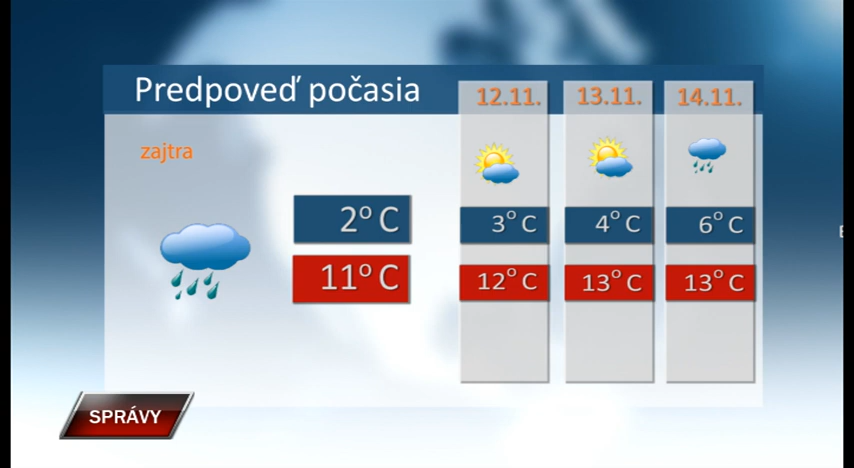 Predpoveď počasia
zajtra
2° C
11° C
12.11.
3° C
12° C
13.11.
4° C
13° C
14.11.
6° C
13° C
SPRÁVY